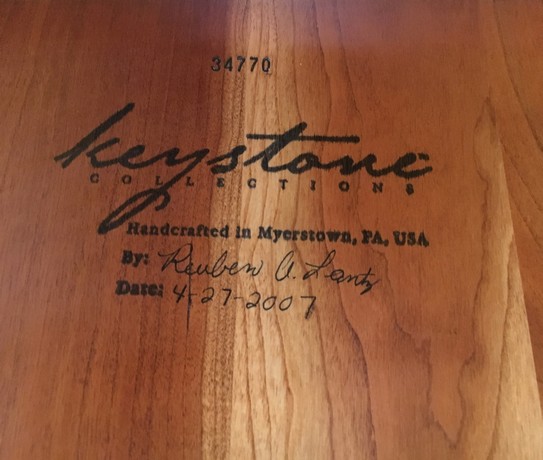 34770
keystone
COLLECTIONS
Handcrafted in Myerstown, PA, USA
By: Reuben A. Lantz
Date: 4-27-2007